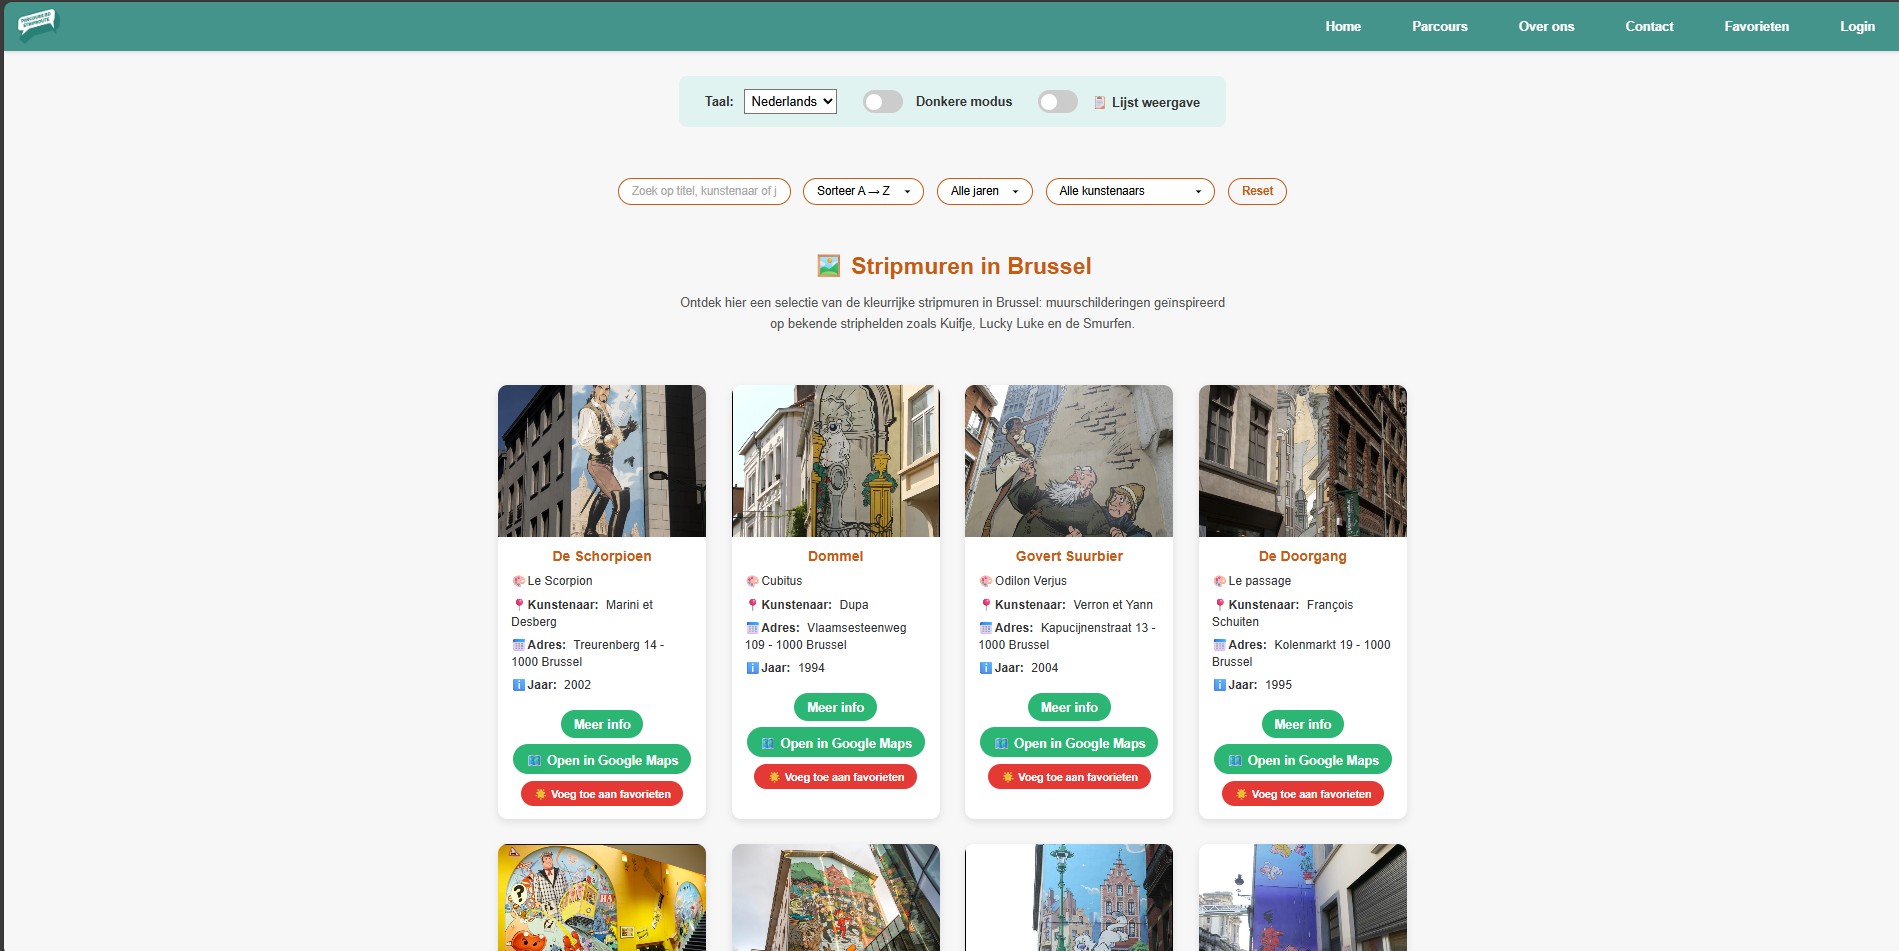 PARCOURS BD
STRIPROUTE
Home
Parcours
Over ons
Contact
Favorieten
Login
Taal: Nederlands
Donkere modus
Lijst weergave
Zoek op titel, kunstenaar of j
Sorteer A → Z
Alle jaren
Alle kunstenaars
Reset
Stripmuren in Brussel
Ontdek hier een selectie van de kleurrijke stripmuren in Brussel: muurschilderingen geïnspireerd
op bekende striphelden zoals Kuifje, Lucky Luke en de Smurfen.
De Schorpioen
Le Scorpion
Kunstenaar: Marini et
Desberg
Adres: Treurenberg 14 -
1000 Brussel
Jaar: 2002
Meer info
Open in Google Maps
Voeg toe aan favorieten
Dommel
Cubitus
Kunstenaar: Dupa
Adres: Vlaamsesteenweg
109 - 1000 Brussel
Jaar: 1994
Meer info
Open in Google Maps
Voeg toe aan favorieten
Govert Suurbier
Odilon Verjus
Kunstenaar: Verron et Yann
Adres: Kapucijnenstraat 13 -
1000 Brussel
Jaar: 2004
Meer info
Open in Google Maps
Voeg toe aan favorieten
De Doorgang
Le passage
Kunstenaar: François
Schuiten
Adres: Kolenmarkt 19 - 1000
Brussel
Jaar: 1995
Meer info
Open in Google Maps
Voeg toe aan favorieten
?